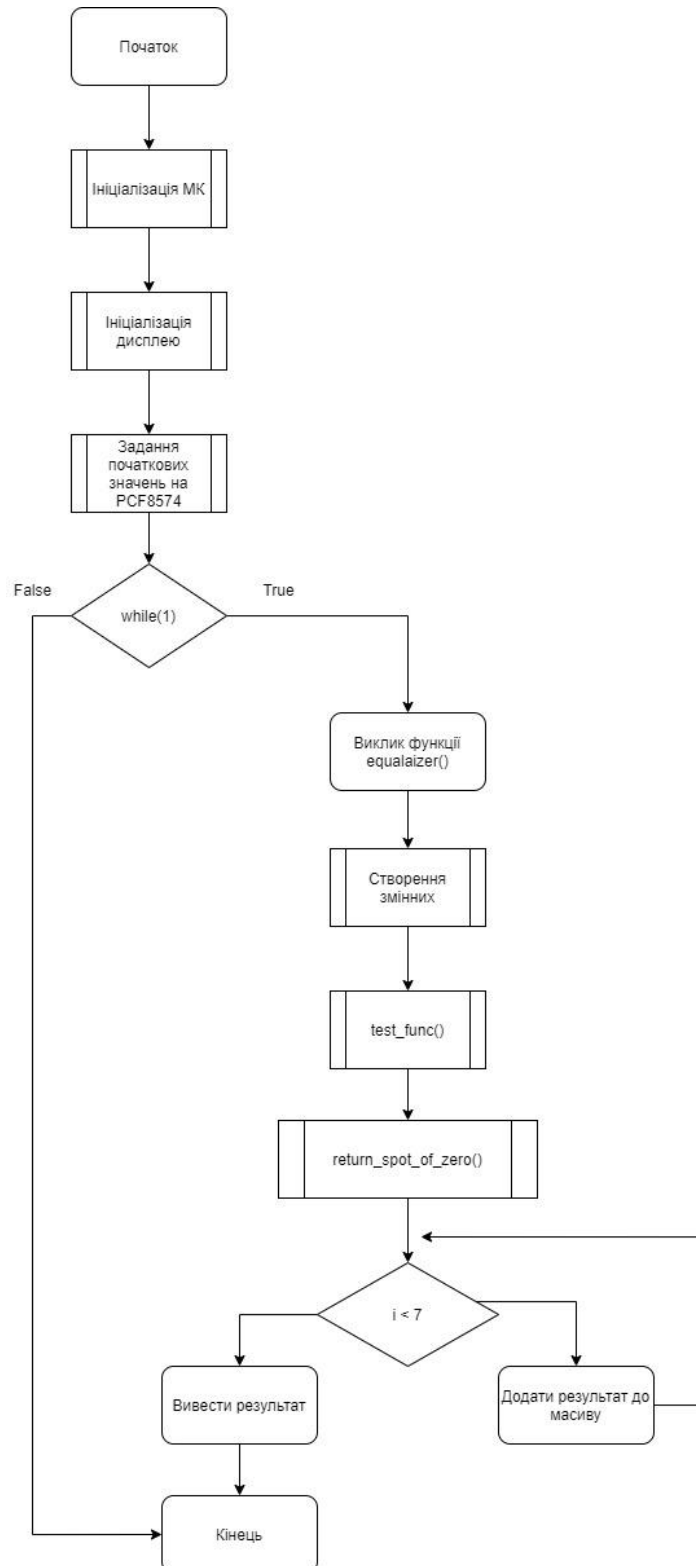 Початок
Ініціалізація МК
Ініціалізація
дисплею
Задання
початкових
значень на
PCF8574
False
True
while(1)
Виклик функції
equalaizer()
Створення
змінних
test_func()
return_spot_of_zero()
i < 7
Вивести результат
Додати результат до
масиву
Кінець